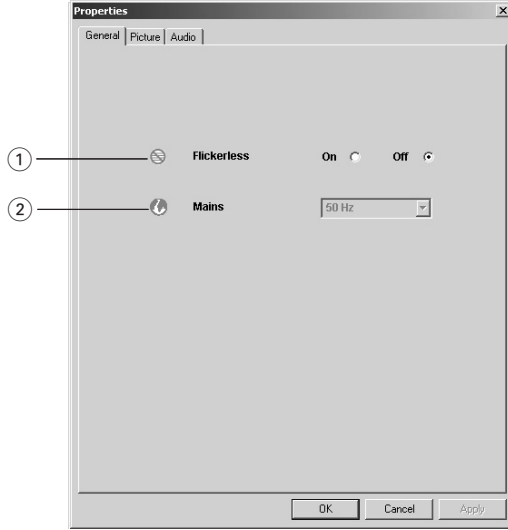 Properties
General Picture Audio
1 Flickerless On Off
2 Mains 50 Hz
OK Cancel Apply